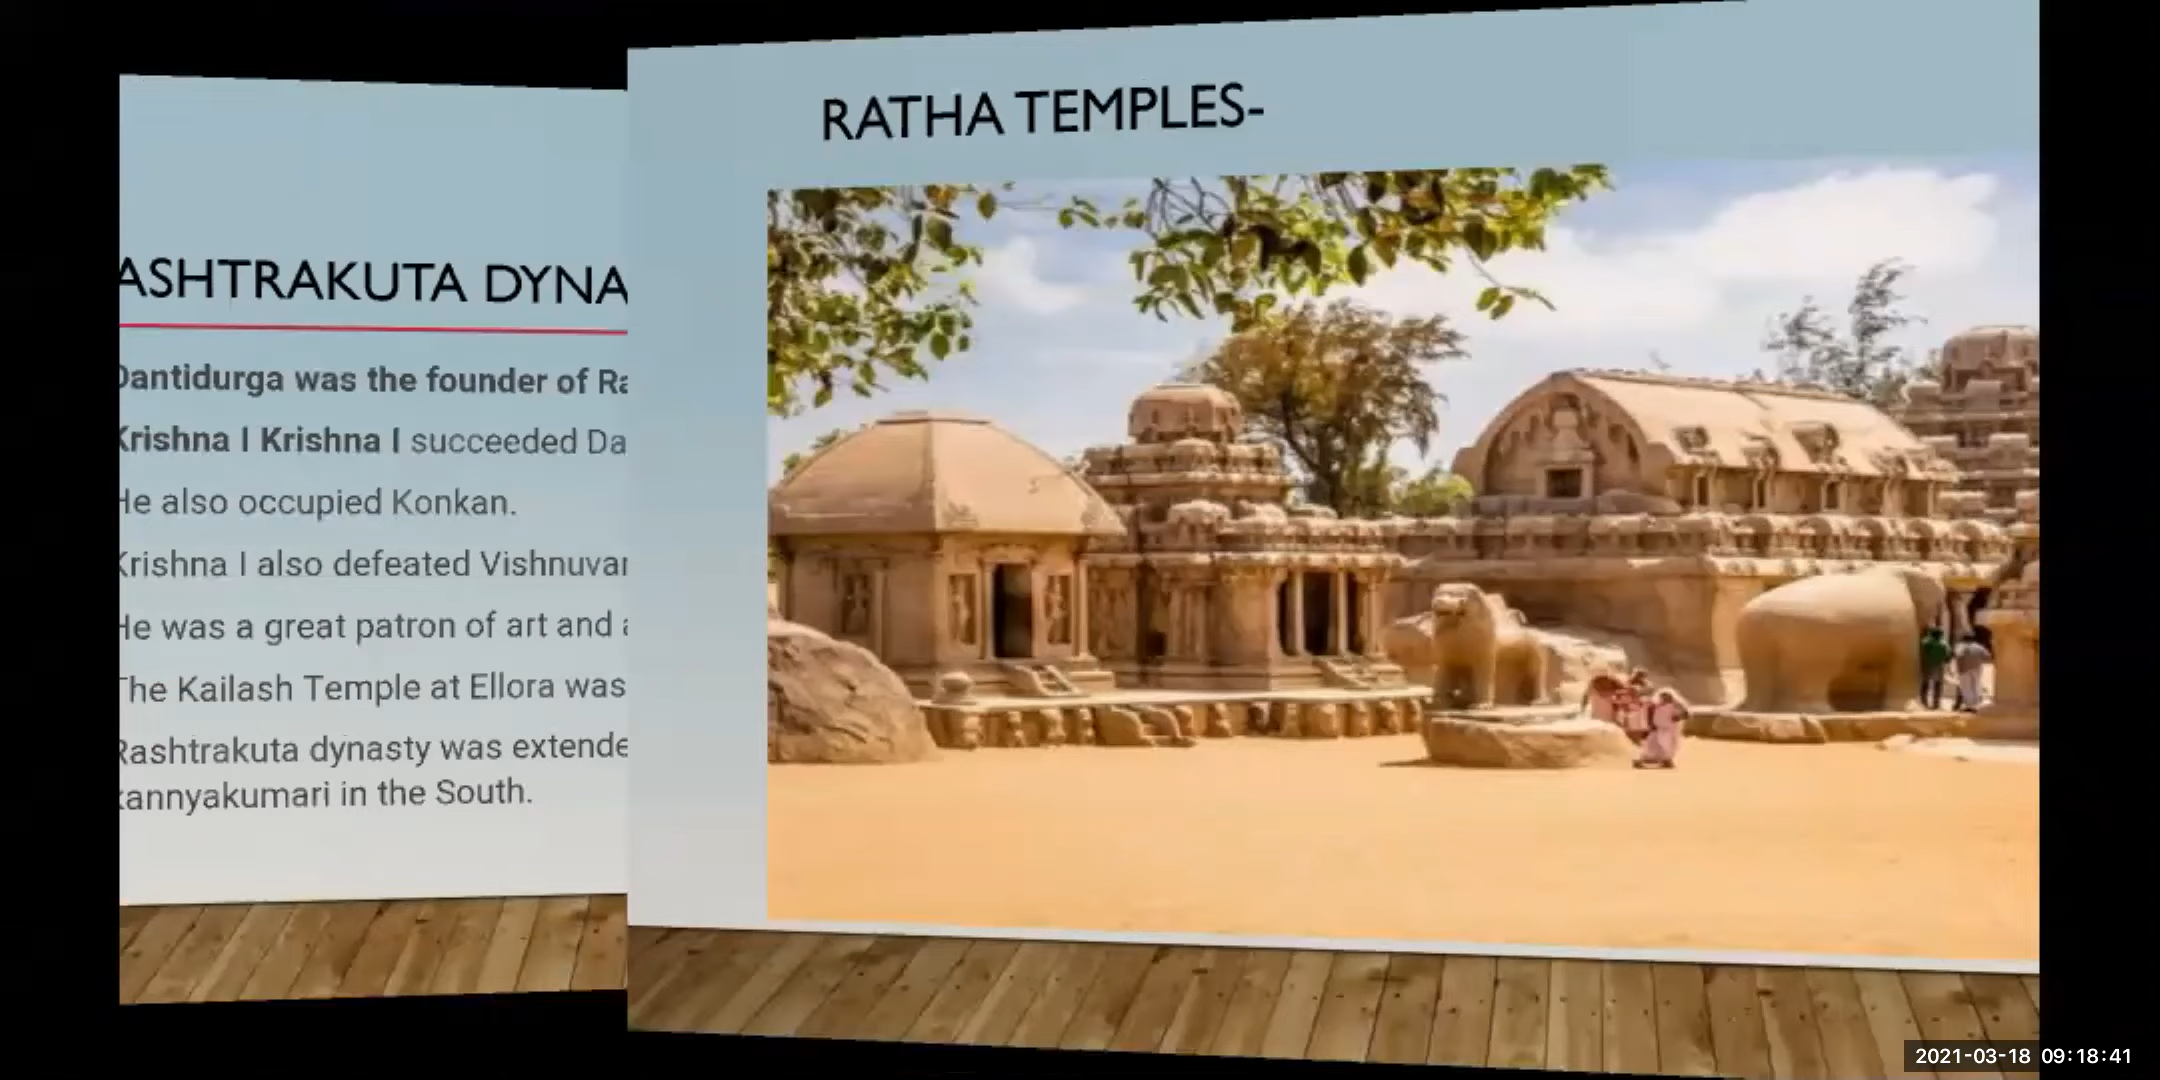 ASHTRAKUTA DYNA
Dantidurga was the founder of Ra
Krishna I Krishna I succeeded Da
He also occupied Konkan.
Krishna I also defeated Vishnuvar
He was a great patron of art and a
The Kailash Temple at Ellora was
Rashtrakuta dynasty was extende
kannyakumari in the South.
RATHA TEMPLES-
2021-03-18 09:18:41